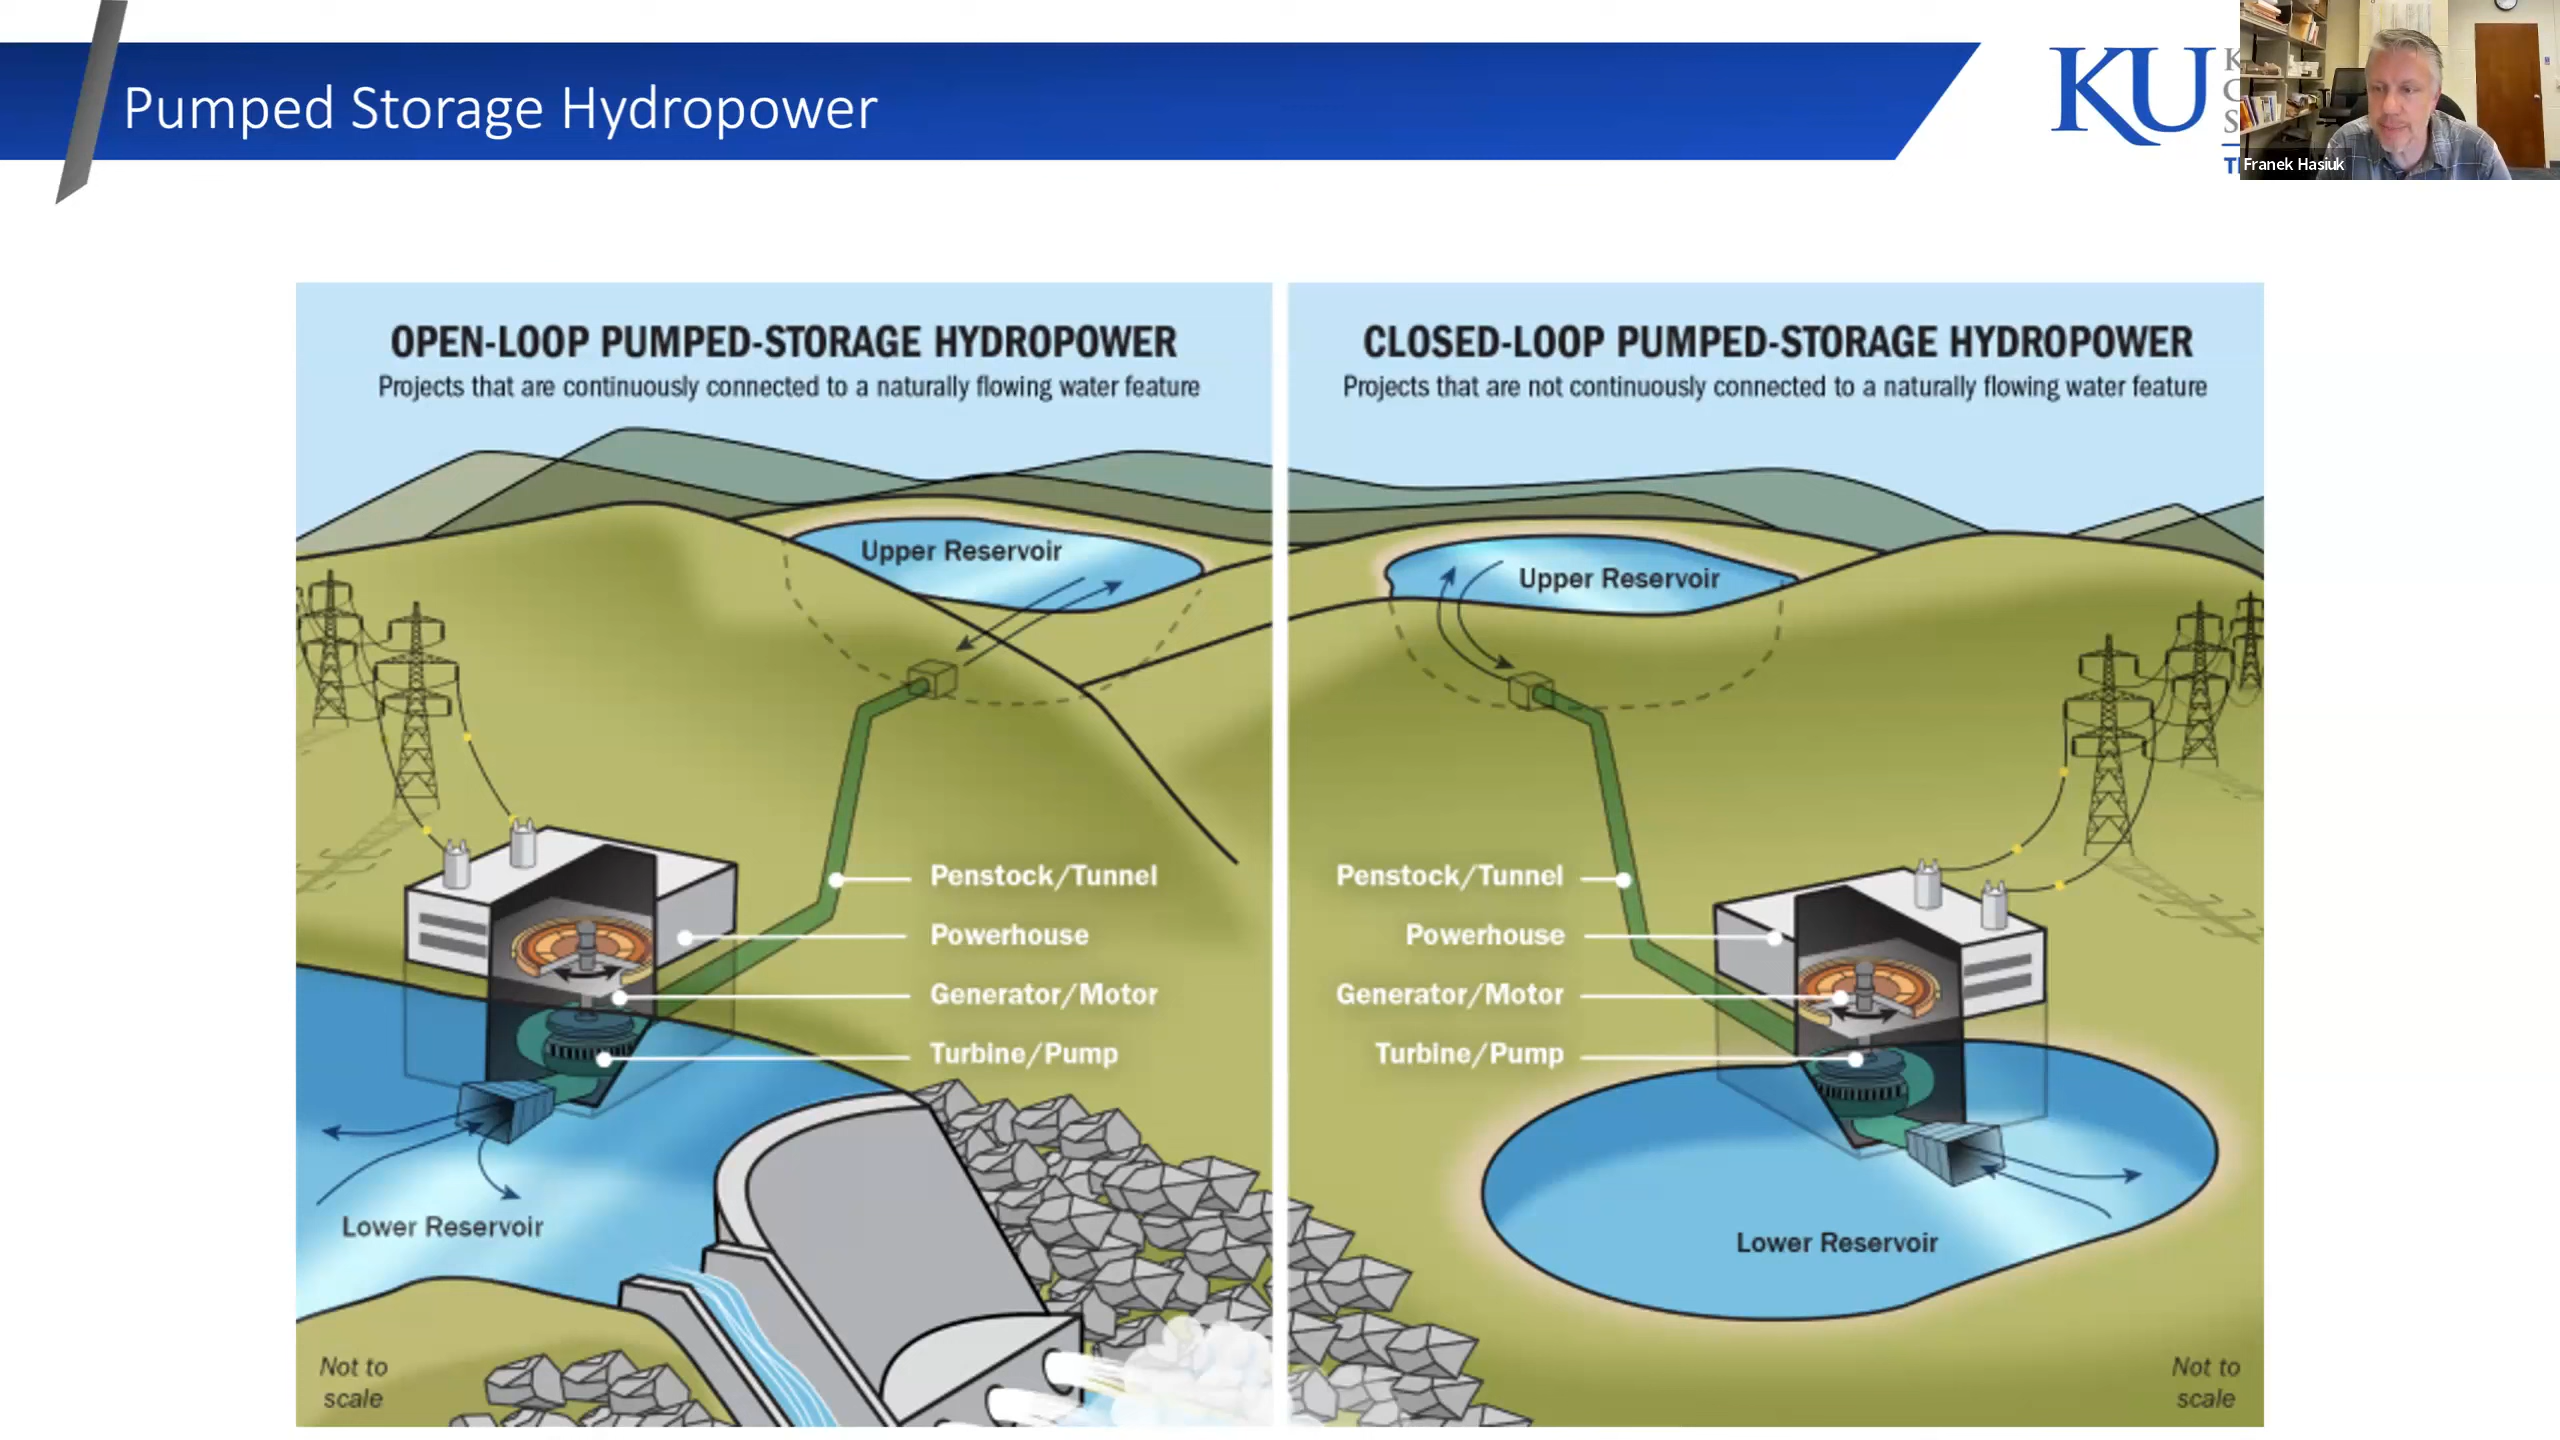 Pumped Storage Hydropower
KU
K
C
S
Franek Hasiuk
OPEN-LOOP PUMPED-STORAGE HYDROPOWER
Projects that are continuously connected to a naturally flowing water feature
Upper Reservoir
Penstock/Tunnel
Powerhouse
Generator/Motor
Turbine/Pump
Lower Reservoir
Not to
scale
CLOSED-LOOP PUMPED-STORAGE HYDROPOWER
Projects that are not continuously connected to a naturally flowing water feature
Upper Reservoir
Penstock/Tunnel
Powerhouse
Generator/Motor
Turbine/Pump
Lower Reservoir
Not to
scale